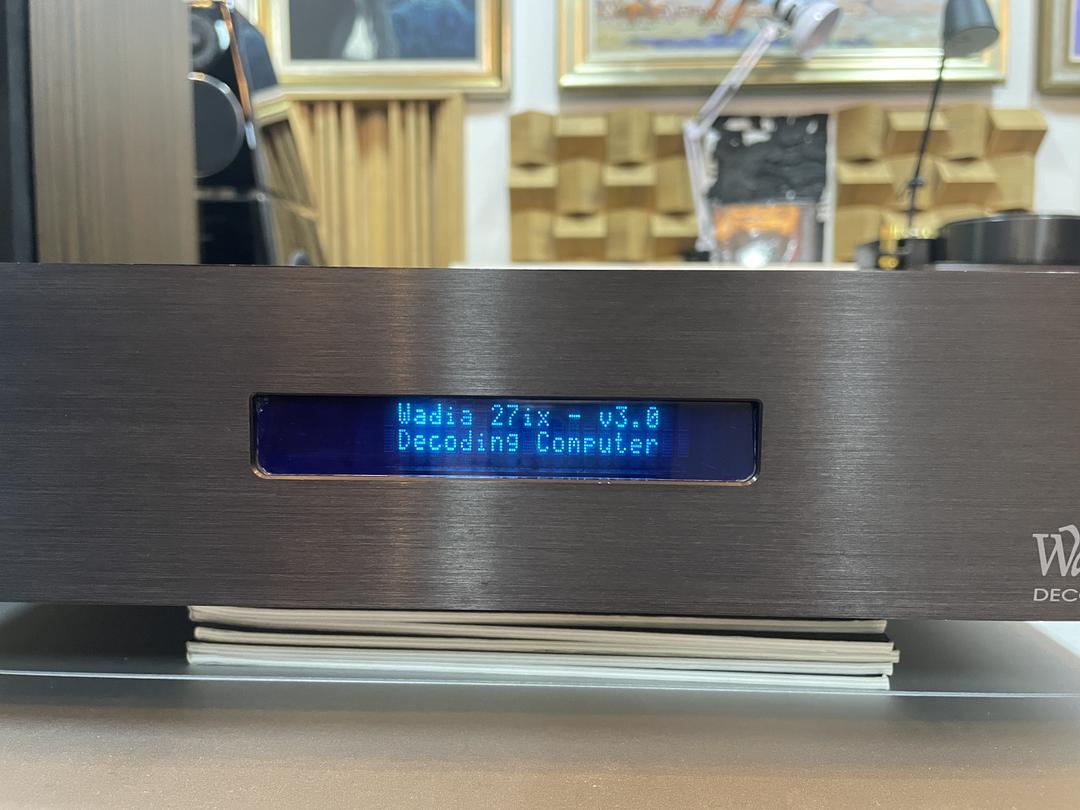 Wadia 27ix - v3.0
Decoding Computer